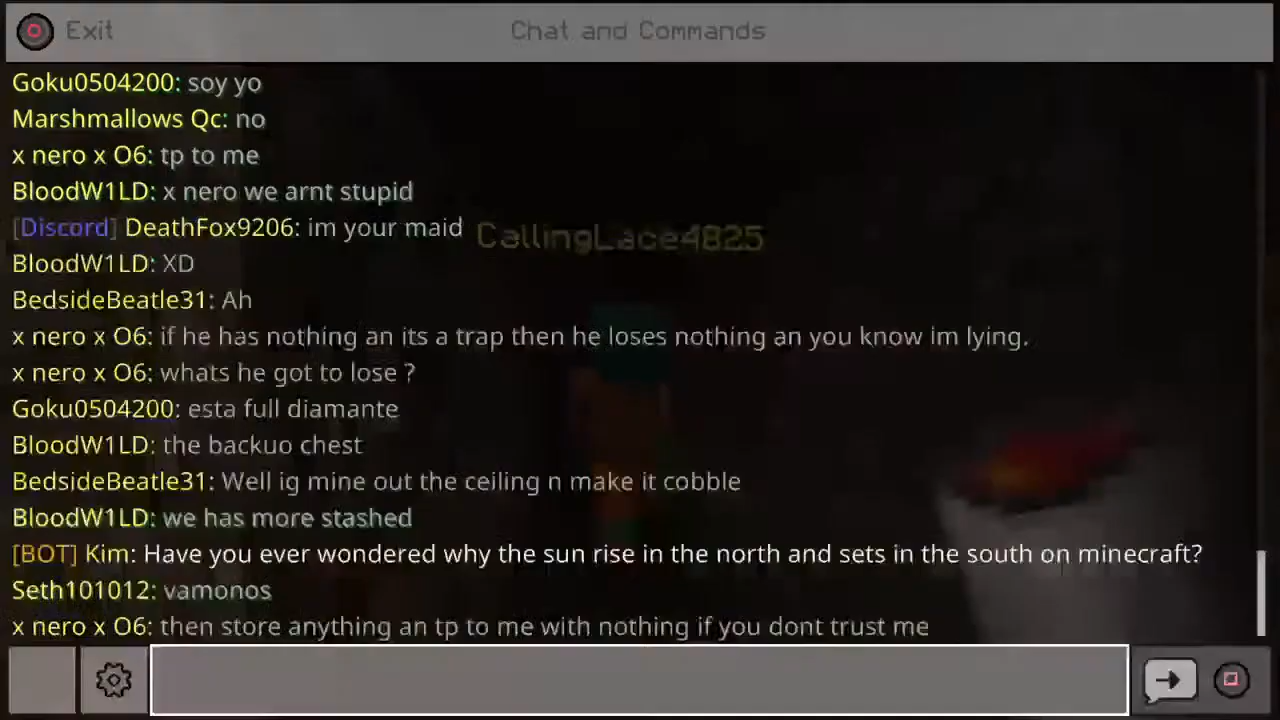 Exit
Chat and Commands
Goku0504200: soy yo
Marshmallows Qc: no
x nero x O6: tp to me
BloodW1LD: x nero we arnt stupid
[Discord] DeathFox9206: im your maid
CallingLace4825
BloodW1LD: XD
BedsideBeatle31: Ah
x nero x O6: if he has nothing an its a trap then he loses nothing an you know im lying.
x nero x O6: whats he got to lose ?
Goku0504200: esta full diamante
BloodW1LD: the backuo chest
BedsideBeatle31: Well ig mine out the ceiling n make it cobble
BloodW1LD: we has more stashed
[BOT] Kim: Have you ever wondered why the sun rise in the north and sets in the south on minecraft?
Seth101012: vamonos
x nero x O6: then store anything an tp to me with nothing if you dont trust me